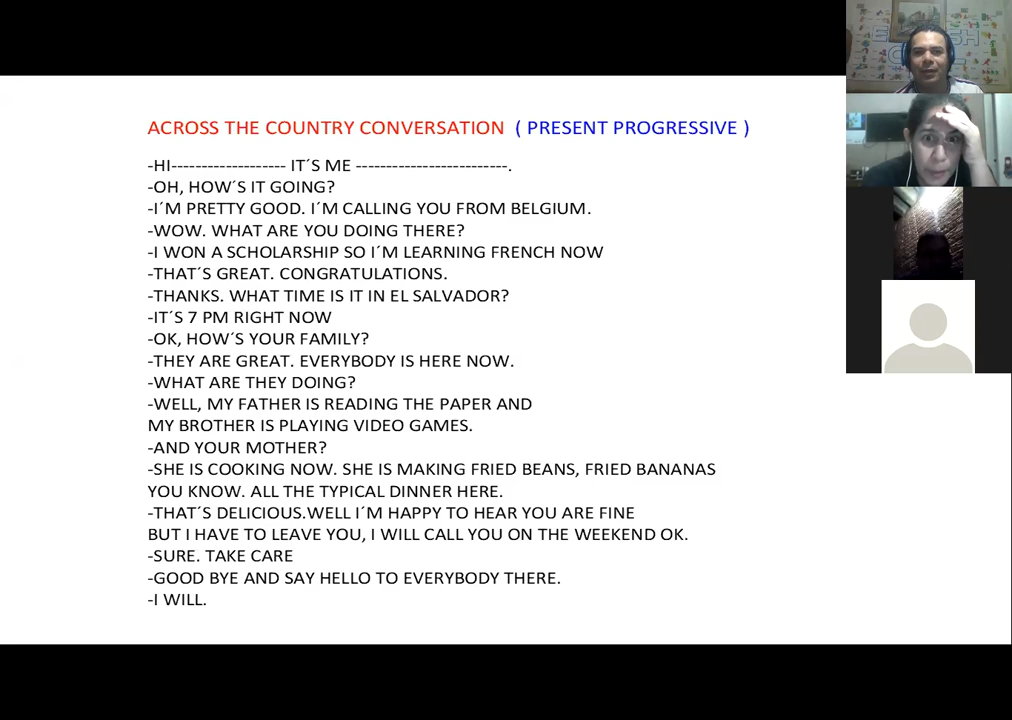 ACROSS THE COUNTRY CONVERSATION ( PRESENT PROGRESSIVE )
-HI------------------- IT´S ME -------------------------.
-OH, HOW´S IT GOING?
-I´M PRETTY GOOD. I´M CALLING YOU FROM BELGIUM.
-WOW. WHAT ARE YOU DOING THERE?
-I WON A SCHOLARSHIP SO I´M LEARNING FRENCH NOW
-THAT´S GREAT. CONGRATULATIONS.
-THANKS. WHAT TIME IS IT IN EL SALVADOR?
-IT´S 7 PM RIGHT NOW
-OK, HOW´S YOUR FAMILY?
-THEY ARE GREAT. EVERYBODY IS HERE NOW.
-WHAT ARE THEY DOING?
-WELL, MY FATHER IS READING THE PAPER AND
MY BROTHER IS PLAYING VIDEO GAMES.
-AND YOUR MOTHER?
-SHE IS COOKING NOW. SHE IS MAKING FRIED BEANS, FRIED BANANAS
YOU KNOW. ALL THE TYPICAL DINNER HERE.
-THAT´S DELICIOUS.WELL I´M HAPPY TO HEAR YOU ARE FINE
BUT I HAVE TO LEAVE YOU, I WILL CALL YOU ON THE WEEKEND OK.
-SURE. TAKE CARE
-GOOD BYE AND SAY HELLO TO EVERYBODY THERE.
-I WILL.